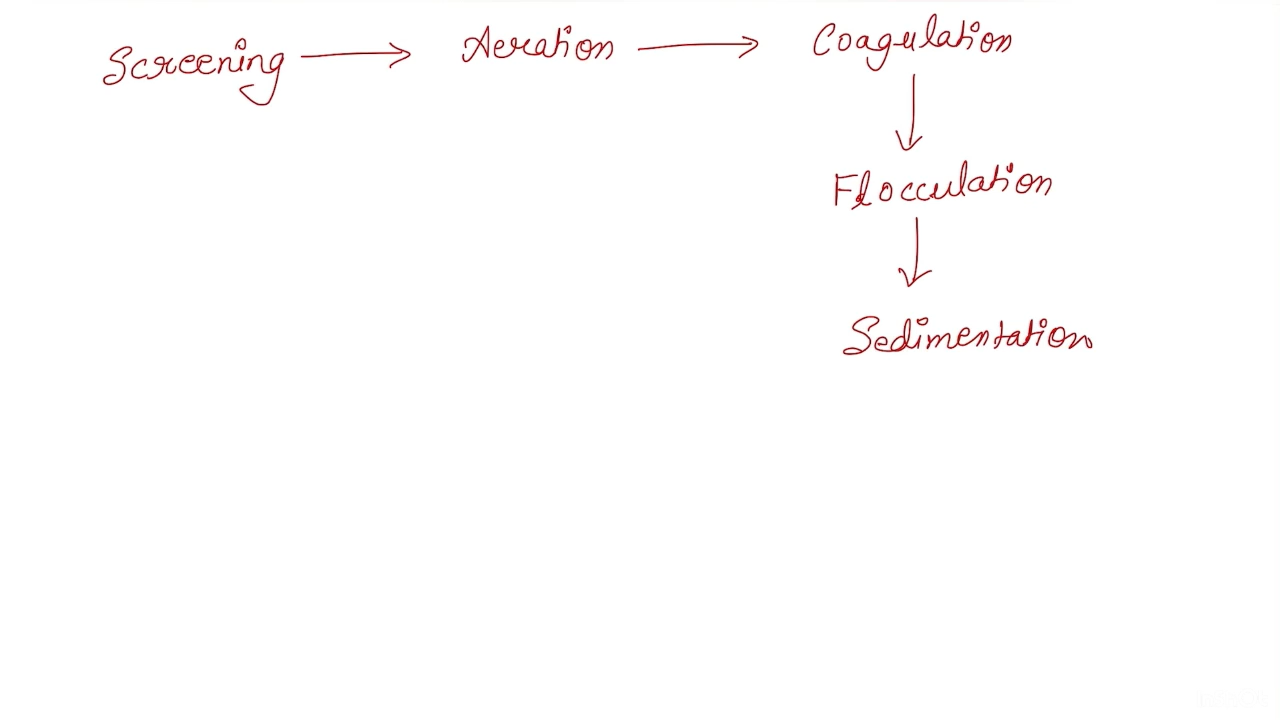 Screening → Aeration → Coagulation
↓
Flocculation
↓
Sedimentation